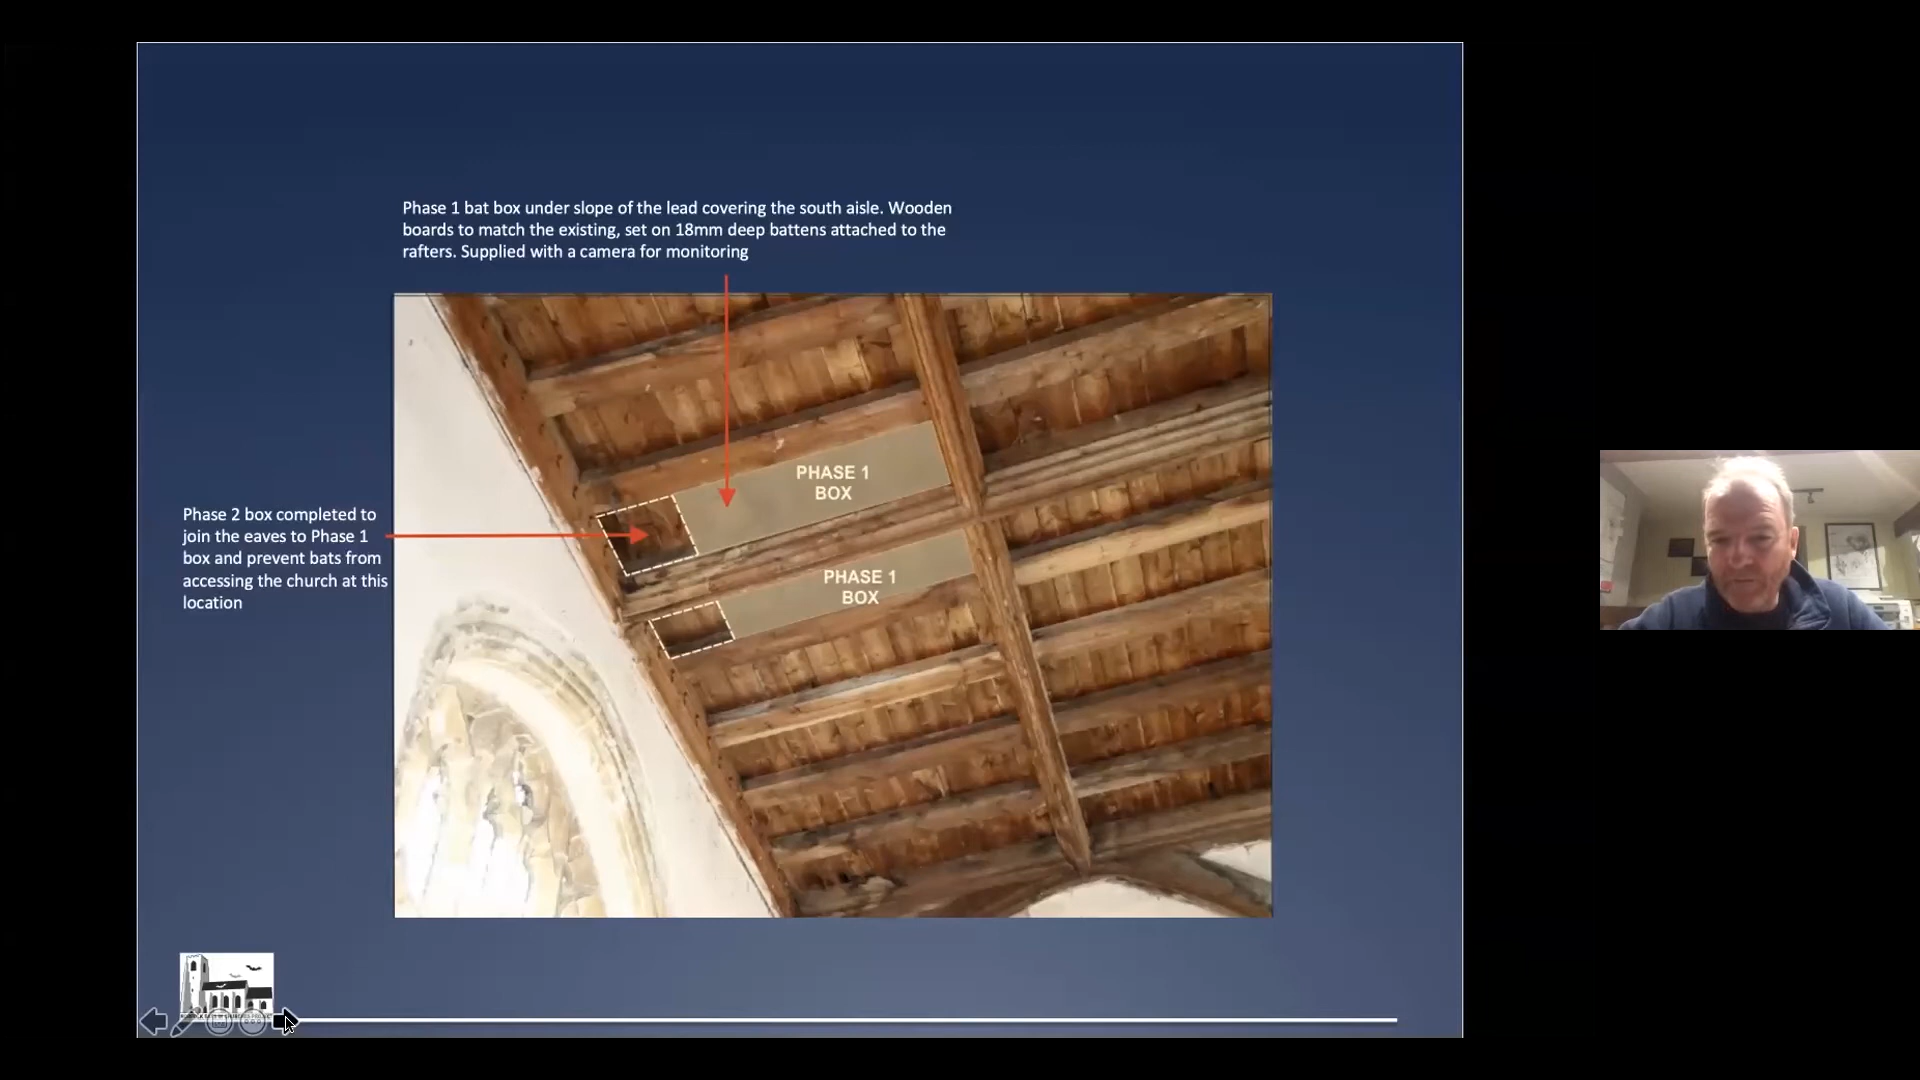 Phase 1 bat box under slope of the lead covering the south aisle. Wooden
boards to match the existing, set on 18mm deep battens attached to the
rafters. Supplied with a camera for monitoring
PHASE 1
BOX
Phase 2 box completed to
join the eaves to Phase 1
box and prevent bats from
accessing the church at this
location
PHASE 1
BOX